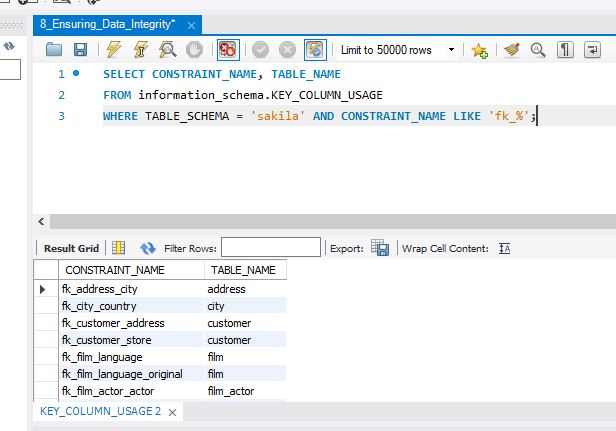 8_Ensuring_Data_Integrity*
Limit to 50000 rows
1 SELECT CONSTRAINT_NAME, TABLE_NAME
2 FROM information_schema.KEY_COLUMN_USAGE
3 WHERE TABLE_SCHEMA = 'sakila' AND CONSTRAINT_NAME LIKE 'fk_%';
Result Grid Filter Rows: Export: Wrap Cell Content: IA
CONSTRAINT_NAME TABLE_NAME
fk_address_city address
fk_city_country city
fk_customer_address customer
fk_customer_store customer
fk_film_language film
fk_film_language_original film
fk_film_actor_actor film_actor
KEY_COLUMN_USAGE 2